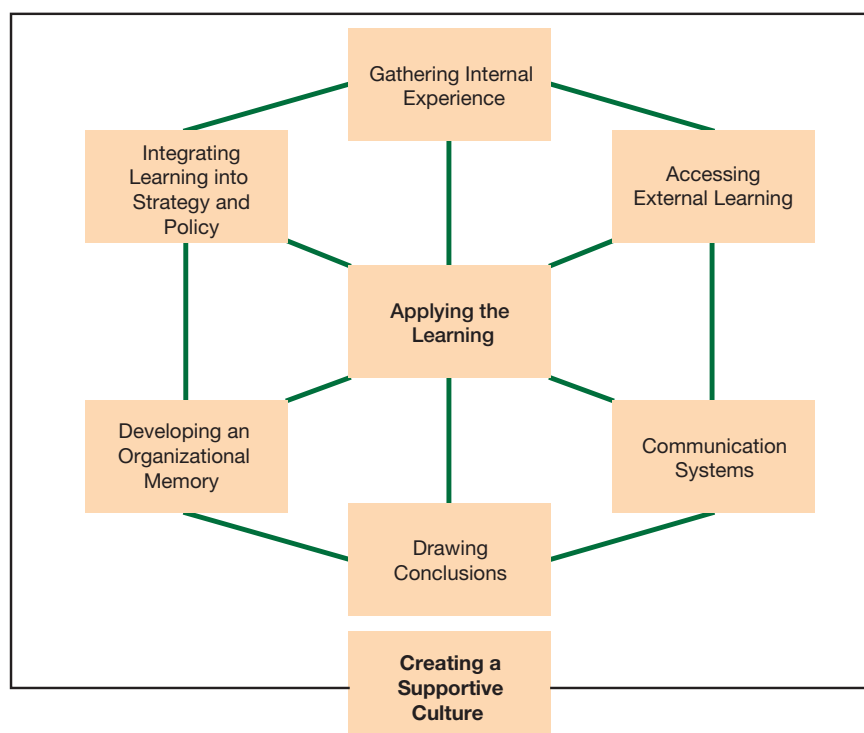 Gathering Internal
Experience
Integrating
Learning into
Strategy and
Policy
Accessing
External Learning
Applying the
Learning
Developing an
Organizational
Memory
Communication
Systems
Drawing
Conclusions
Creating a
Supportive
Culture